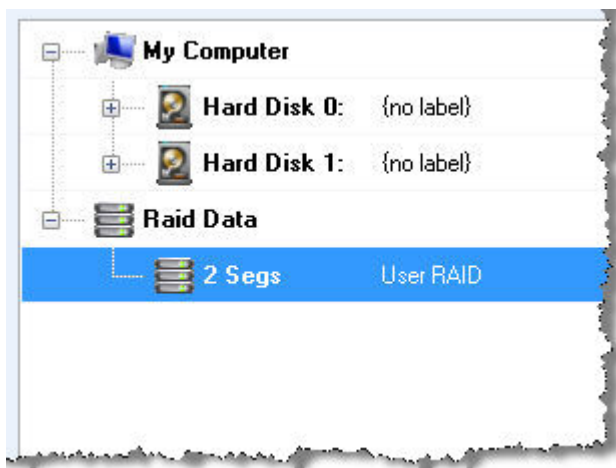 My Computer
Hard Disk 0: {no label}
Hard Disk 1: {no label}
Raid Data
2 Segs User RAID